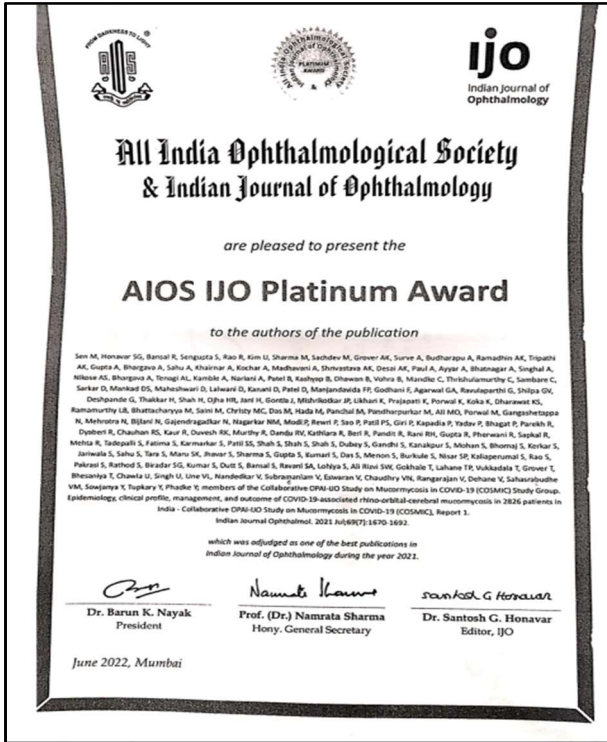 FROM DARKNESS TO LIGHT
All India Ophthalmological Society
PLATINUM AWARD
& Indian Journal of Ophthalmology
ijo
Indian Journal of
Ophthalmology
All India Ophthalmological Society
& Indian Journal of Ophthalmology
are pleased to present the
AIOS IJO Platinum Award
to the authors of the publication
Sen M, Honavar SG, Bansal R, Sengupta S, Rao R, Kim U, Sharma M, Sachdev M, Grover AK, Surve A, Budharapu A, Ramadhin AK, Tripathi
AK, Gupta A, Bhargava A, Sahu A, Khairnar A, Kochar A, Madhavani A, Shrivastava AK, Desai AK, Paul A, Ayyar A, Bhatnagar A, Singhal A,
Nikose AS, Bhargava A, Tenagi AL, Kamble A, Nariani A, Patel B, Kashyap B, Dhawan B, Vohra B, Mandke C, Thrishulamurthy C, Sambare C,
Sarkar D, Mankad DS, Maheshwari D, Lalwani D, Kanani D, Patel D, Manjandavida FP, Godhani F, Agarwal GA, Ravulaparthi G, Shilpa GV,
Deshpande G, Thakkar H, Shah H, Ojha HR, Jani H, Gontia J, Mishrikotkar JP, Likhari K, Prajapati K, Porwal K, Koka K, Dharawat KS,
Ramamurthy LB, Bhattacharyya M, Saini M, Christy MC, Das M, Hada M, Panchal M, Pandharpurkar M, Ali MO, Porwal M, Gangashetappa
N, Mehrotra N, Bijlani N, Gajendragadkar N, Nagarkar NM, Modi P, Rewri P, Sao P, Patil PS, Giri P, Kapadia P, Yadav P, Bhagat P, Parekh R,
Dyaberi R, Chauhan RS, Kaur R, Duvesh RK, Murthy R, Dandu RV, Kathiara R, Beri R, Pandit R, Rani RH, Gupta R, Pherwani R, Sapkal R,
Mehta R, Tadepalli S, Fatima S, Karmarkar S, Patil SS, Shah S, Shah S, Shah S, Dubey S, Gandhi S, Kanakpur S, Mohan S, Bhomaj S, Kerkar S,
Jariwala S, Sahu S, Tara S, Maru SK, Jhavar S, Sharma S, Gupta S, Kumari S, Das S, Menon S, Burkule S, Nisar SP, Kaliaperumal S, Rao S,
Pakrasi S, Rathod S, Biradar SG, Kumar S, Dutt S, Bansal S, Ravani SA, Lohiya S, Ali Rizvi SW, Gokhale T, Lahane TP, Vukkadala T, Grover T,
Bhesaniya T, Chawla U, Singh U, Une VL, Nandedkar V, Subramaniam V, Eswaran V, Chaudhry VN, Rangarajan V, Dehane V, Sahasrabudhe
VM, Sowjanya Y, Tupkary Y, Phadke Y, members of the Collaborative OPAI-IJO Study on Mucormycosis in COVID-19 (COSMIC) Study Group.
Epidemiology, clinical profile, management, and outcome of COVID-19-associated rhino-orbital-cerebral mucormycosis in 2826 patients in
India - Collaborative OPAI-IJO Study on Mucormycosis in COVID-19 (COSMIC), Report 1.
Indian Journal Ophthalmol. 2021 Jul;69(7):1670-1692.
which was adjudged as one of the best publications in
Indian Journal of Ophthalmology during the year 2021.
Namrata Sharma
Santosh G Honavar
Dr. Barun K. Nayak
President
Prof. (Dr.) Namrata Sharma
Hony. General Secretary
Dr. Santosh G. Honavar
Editor, IJO
June 2022, Mumbai